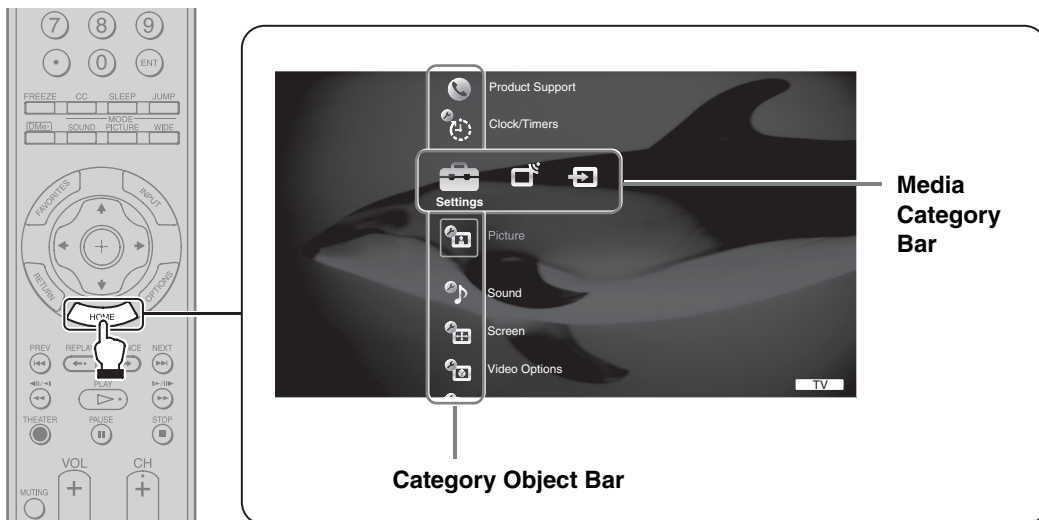 7 8 9
• 0 ENT
FREEZE CC SLEEP JUMP
MODE
DMe SOUND PICTURE WIDE
FAVORITES INPUT
RETURN OPTIONS
HOME
PREV NEXT
PLAY
THEATER PAUSE STOP
VOL CH
+ +
MUTING
Product Support
Clock/Timers
Settings
Picture
Sound
Screen
Video Options
TV
Media
Category
Bar
Category Object Bar